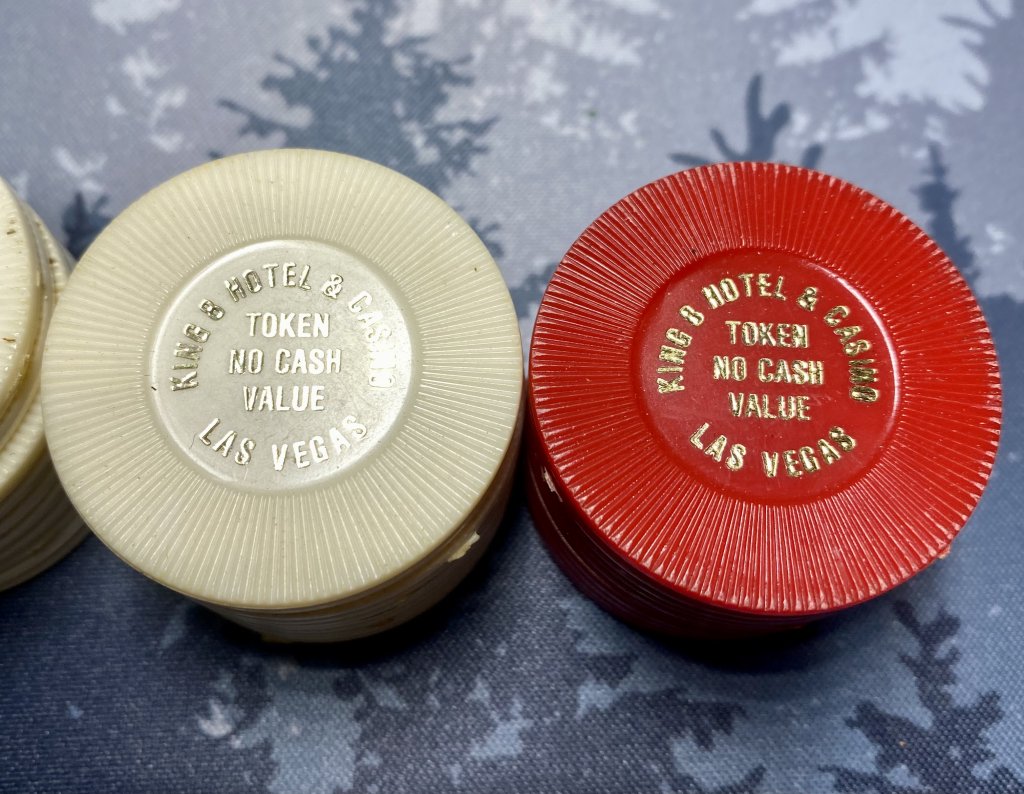 KING 8 HOTEL & CASINO
TOKEN
NO CASH
VALUE
LAS VEGAS
KING 8 HOTEL & CASINO
TOKEN
NO CASH
VALUE
LAS VEGAS